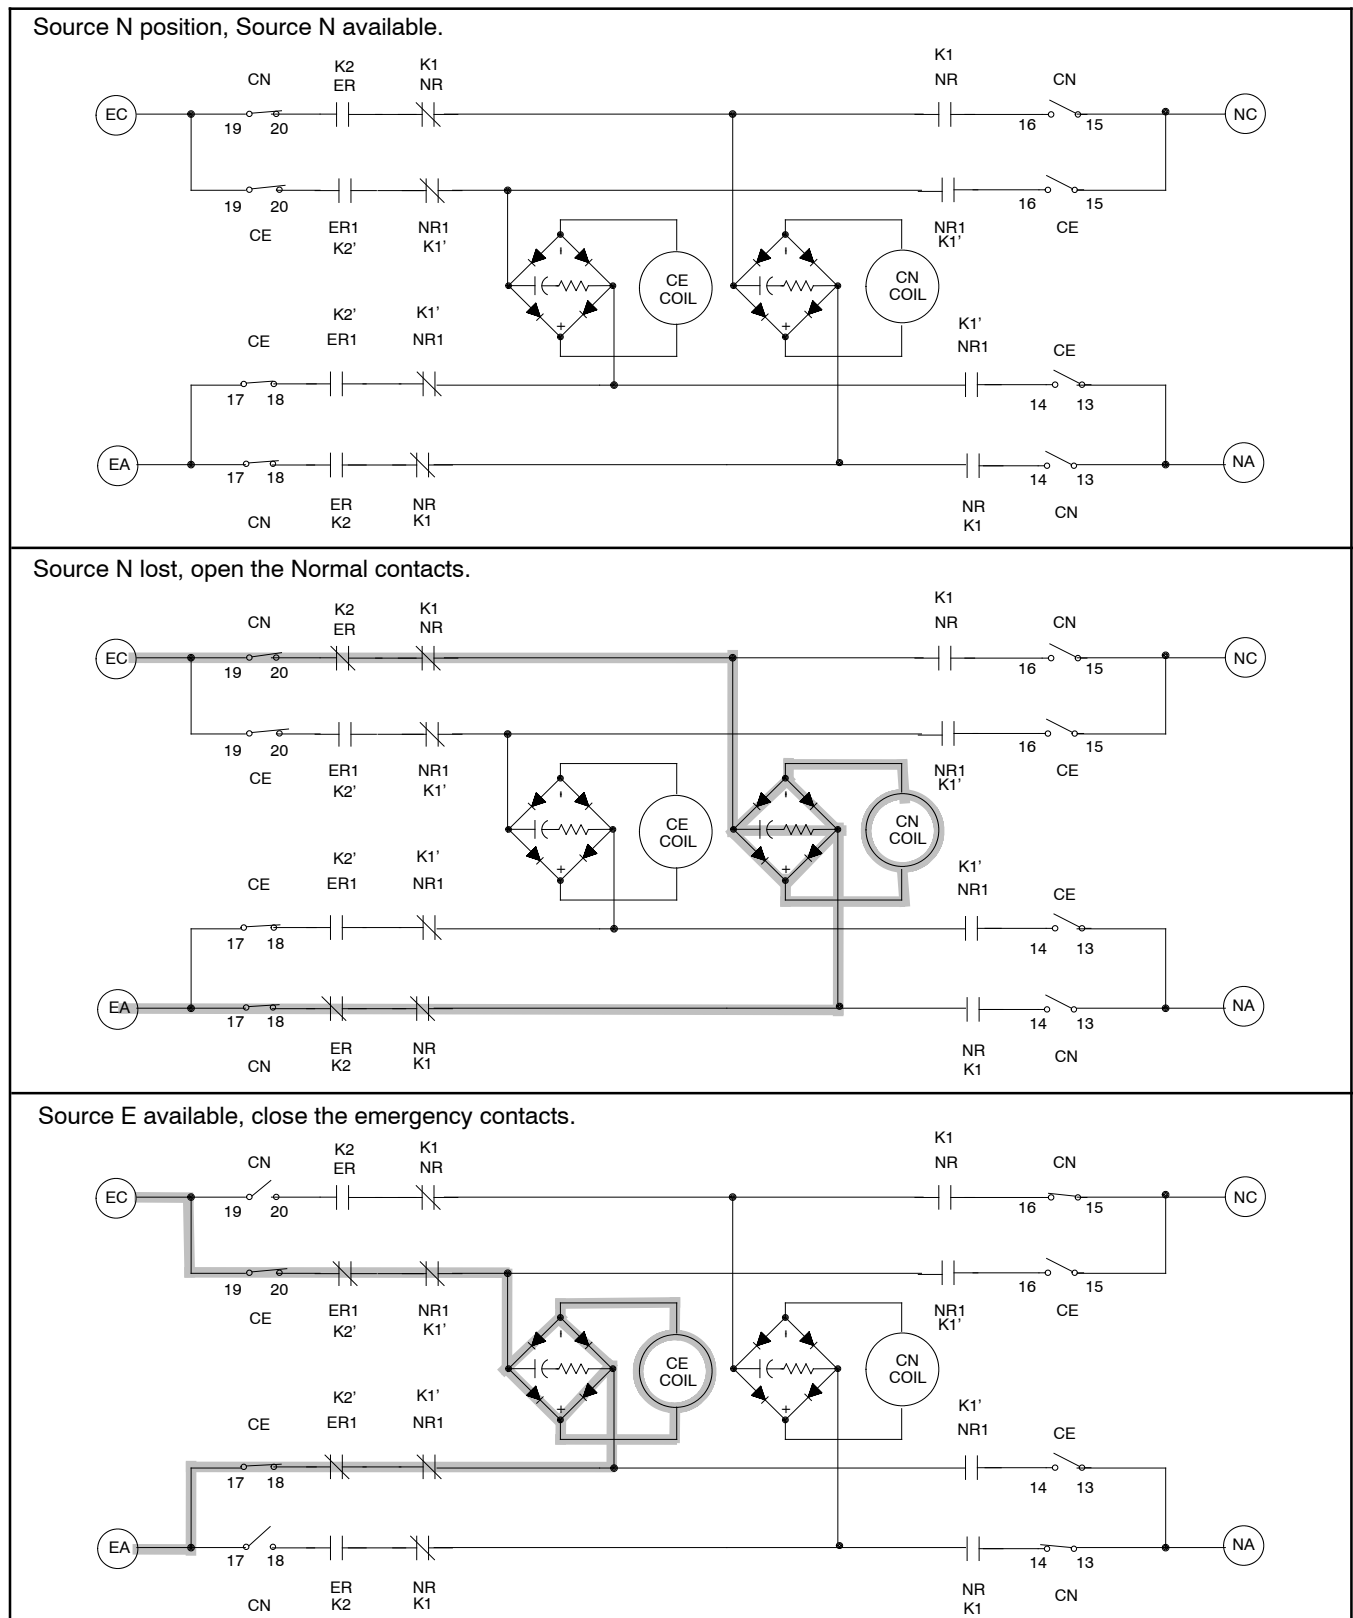 Source N position, Source N available.
CN K2 K1 K1 CN
ER NR NR
EC NC
19 20 16 15
19 20 16 15
CE ER1 NR1 NR1 CE
K2' K1' K1'
- -
CE CN
COIL COIL
+ +
CE K2' K1' K1' CE
ER1 NR1 NR1
17 18 14 13
EA NA
17 18 14 13
CN ER NR NR CN
K2 K1 K1
Source N lost, open the Normal contacts.
CN K2 K1 K1 CN
ER NR NR
EC NC
19 20 16 15
19 20 16 15
CE ER1 NR1 NR1 CE
K2' K1' K1'
- -
CE CN
COIL COIL
+ +
CE K2' K1' K1' CE
ER1 NR1 NR1
17 18 14 13
EA NA
17 18 14 13
CN ER NR NR CN
K2 K1 K1
Source E available, close the emergency contacts.
CN K2 K1 K1 CN
ER NR NR
EC NC
19 20 16 15
19 20 16 15
CE ER1 NR1 NR1 CE
K2' K1' K1'
- -
CE CN
COIL COIL
+ +
CE K2' K1' K1' CE
ER1 NR1 NR1
17 18 14 13
EA NA
17 18 14 13
CN ER NR NR CN
K2 K1 K1